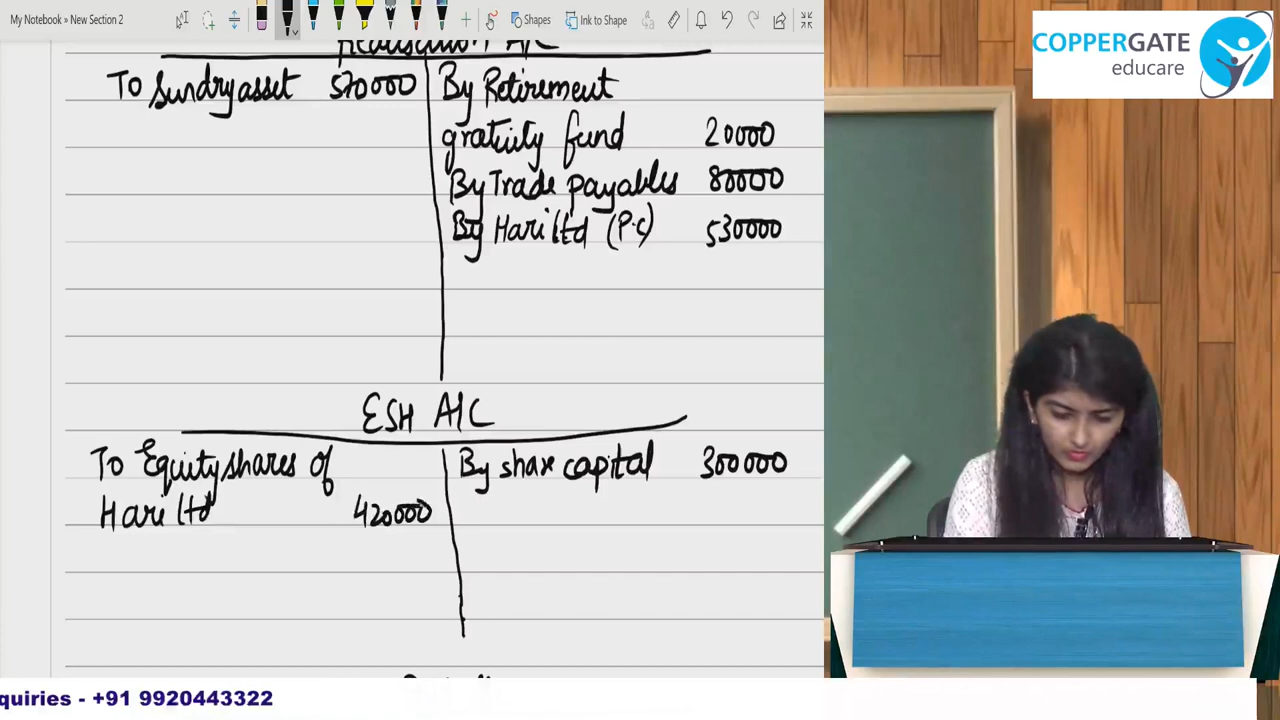 My Notebook » New Section 2
Shapes
Ink to Shape
COPPERGATE
educare
Realisation A/C
To Sundry asset 570000
By Retirement
gratuity fund 20000
By Trade payables 80000
By Hari ltd (P.C) 530000
ESH A/C
To Equity shares of
Hari ltd 420000
By share capital 300000
quiries - +91 9920443322